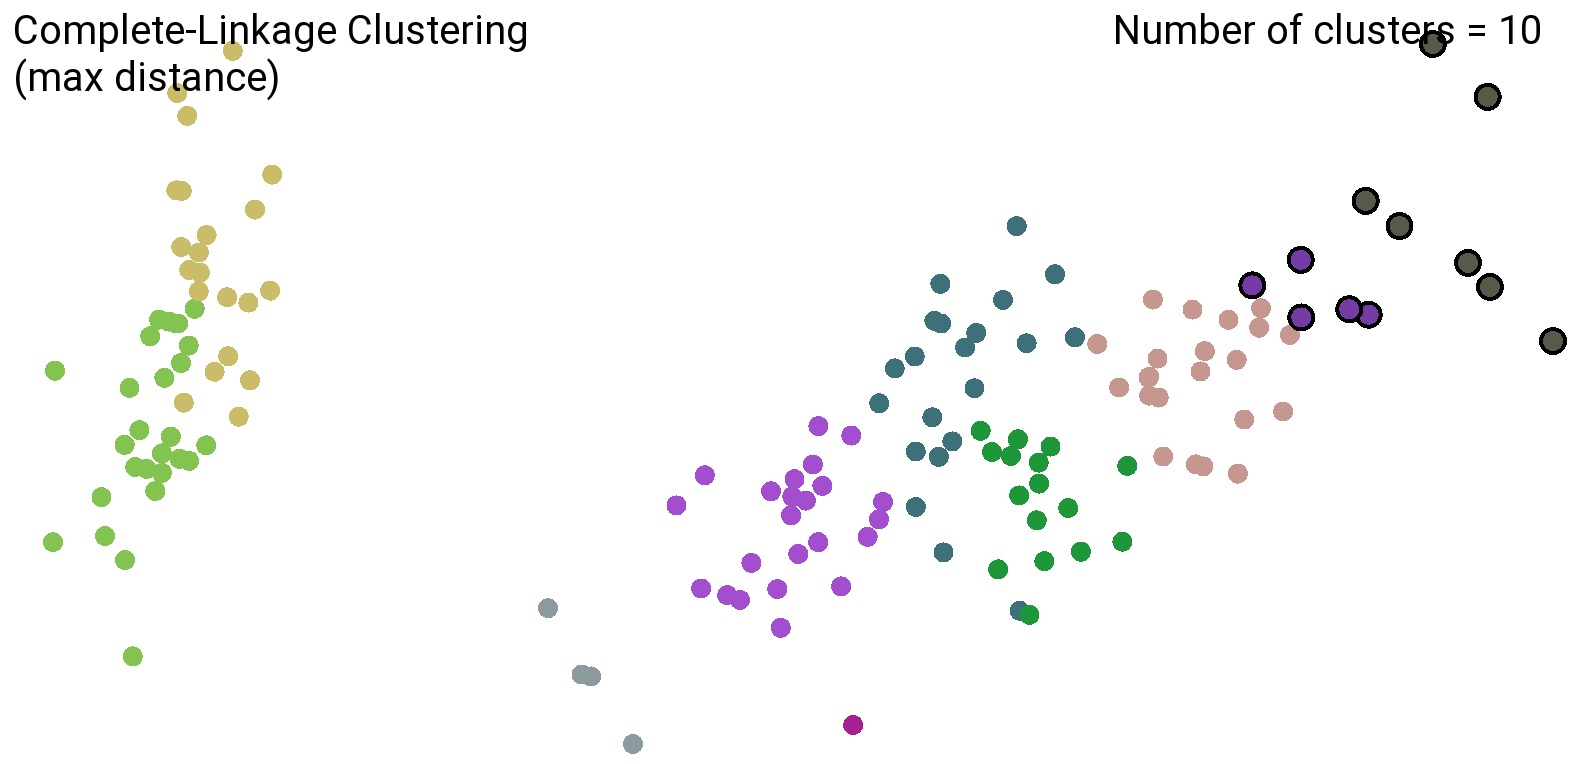 Complete-Linkage Clustering
(max distance)
Number of clusters = 10